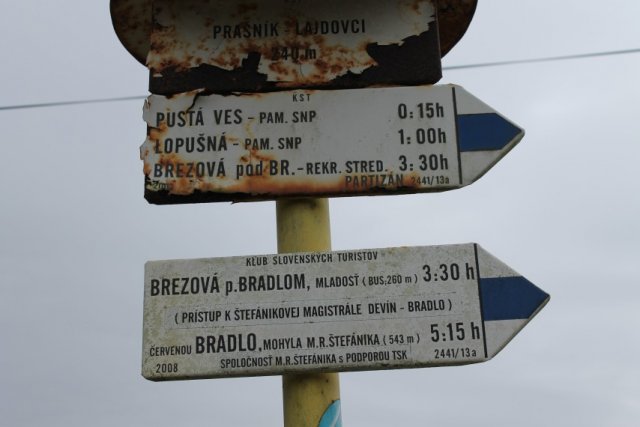 PRAŠNÍK - LAJDOVCI
240 m
KST
PUSTÁ VES - PAM. SNP 0:15h
LOPUŠNÁ - PAM. SNP 1:00h
BREZOVÁ pod BR.-REKR. STRED. 3:30h
PARTIZÁN 2441/13a
KLUB SLOVENSKÝCH TURISTOV
BREZOVÁ p.BRADLOM, MLADOSŤ (BUS,260 m) 3:30 h
(PRÍSTUP K ŠTEFÁNIKOVEJ MAGISTRÁLE DEVÍN - BRADLO)
ČERVENOU BRADLO, MOHYLA M.R.ŠTEFÁNIKA (543 m) 5:15 h
2008 SPOLOČNOSŤ M.R.ŠTEFÁNIKA s PODPOROU TSK 2441/13a